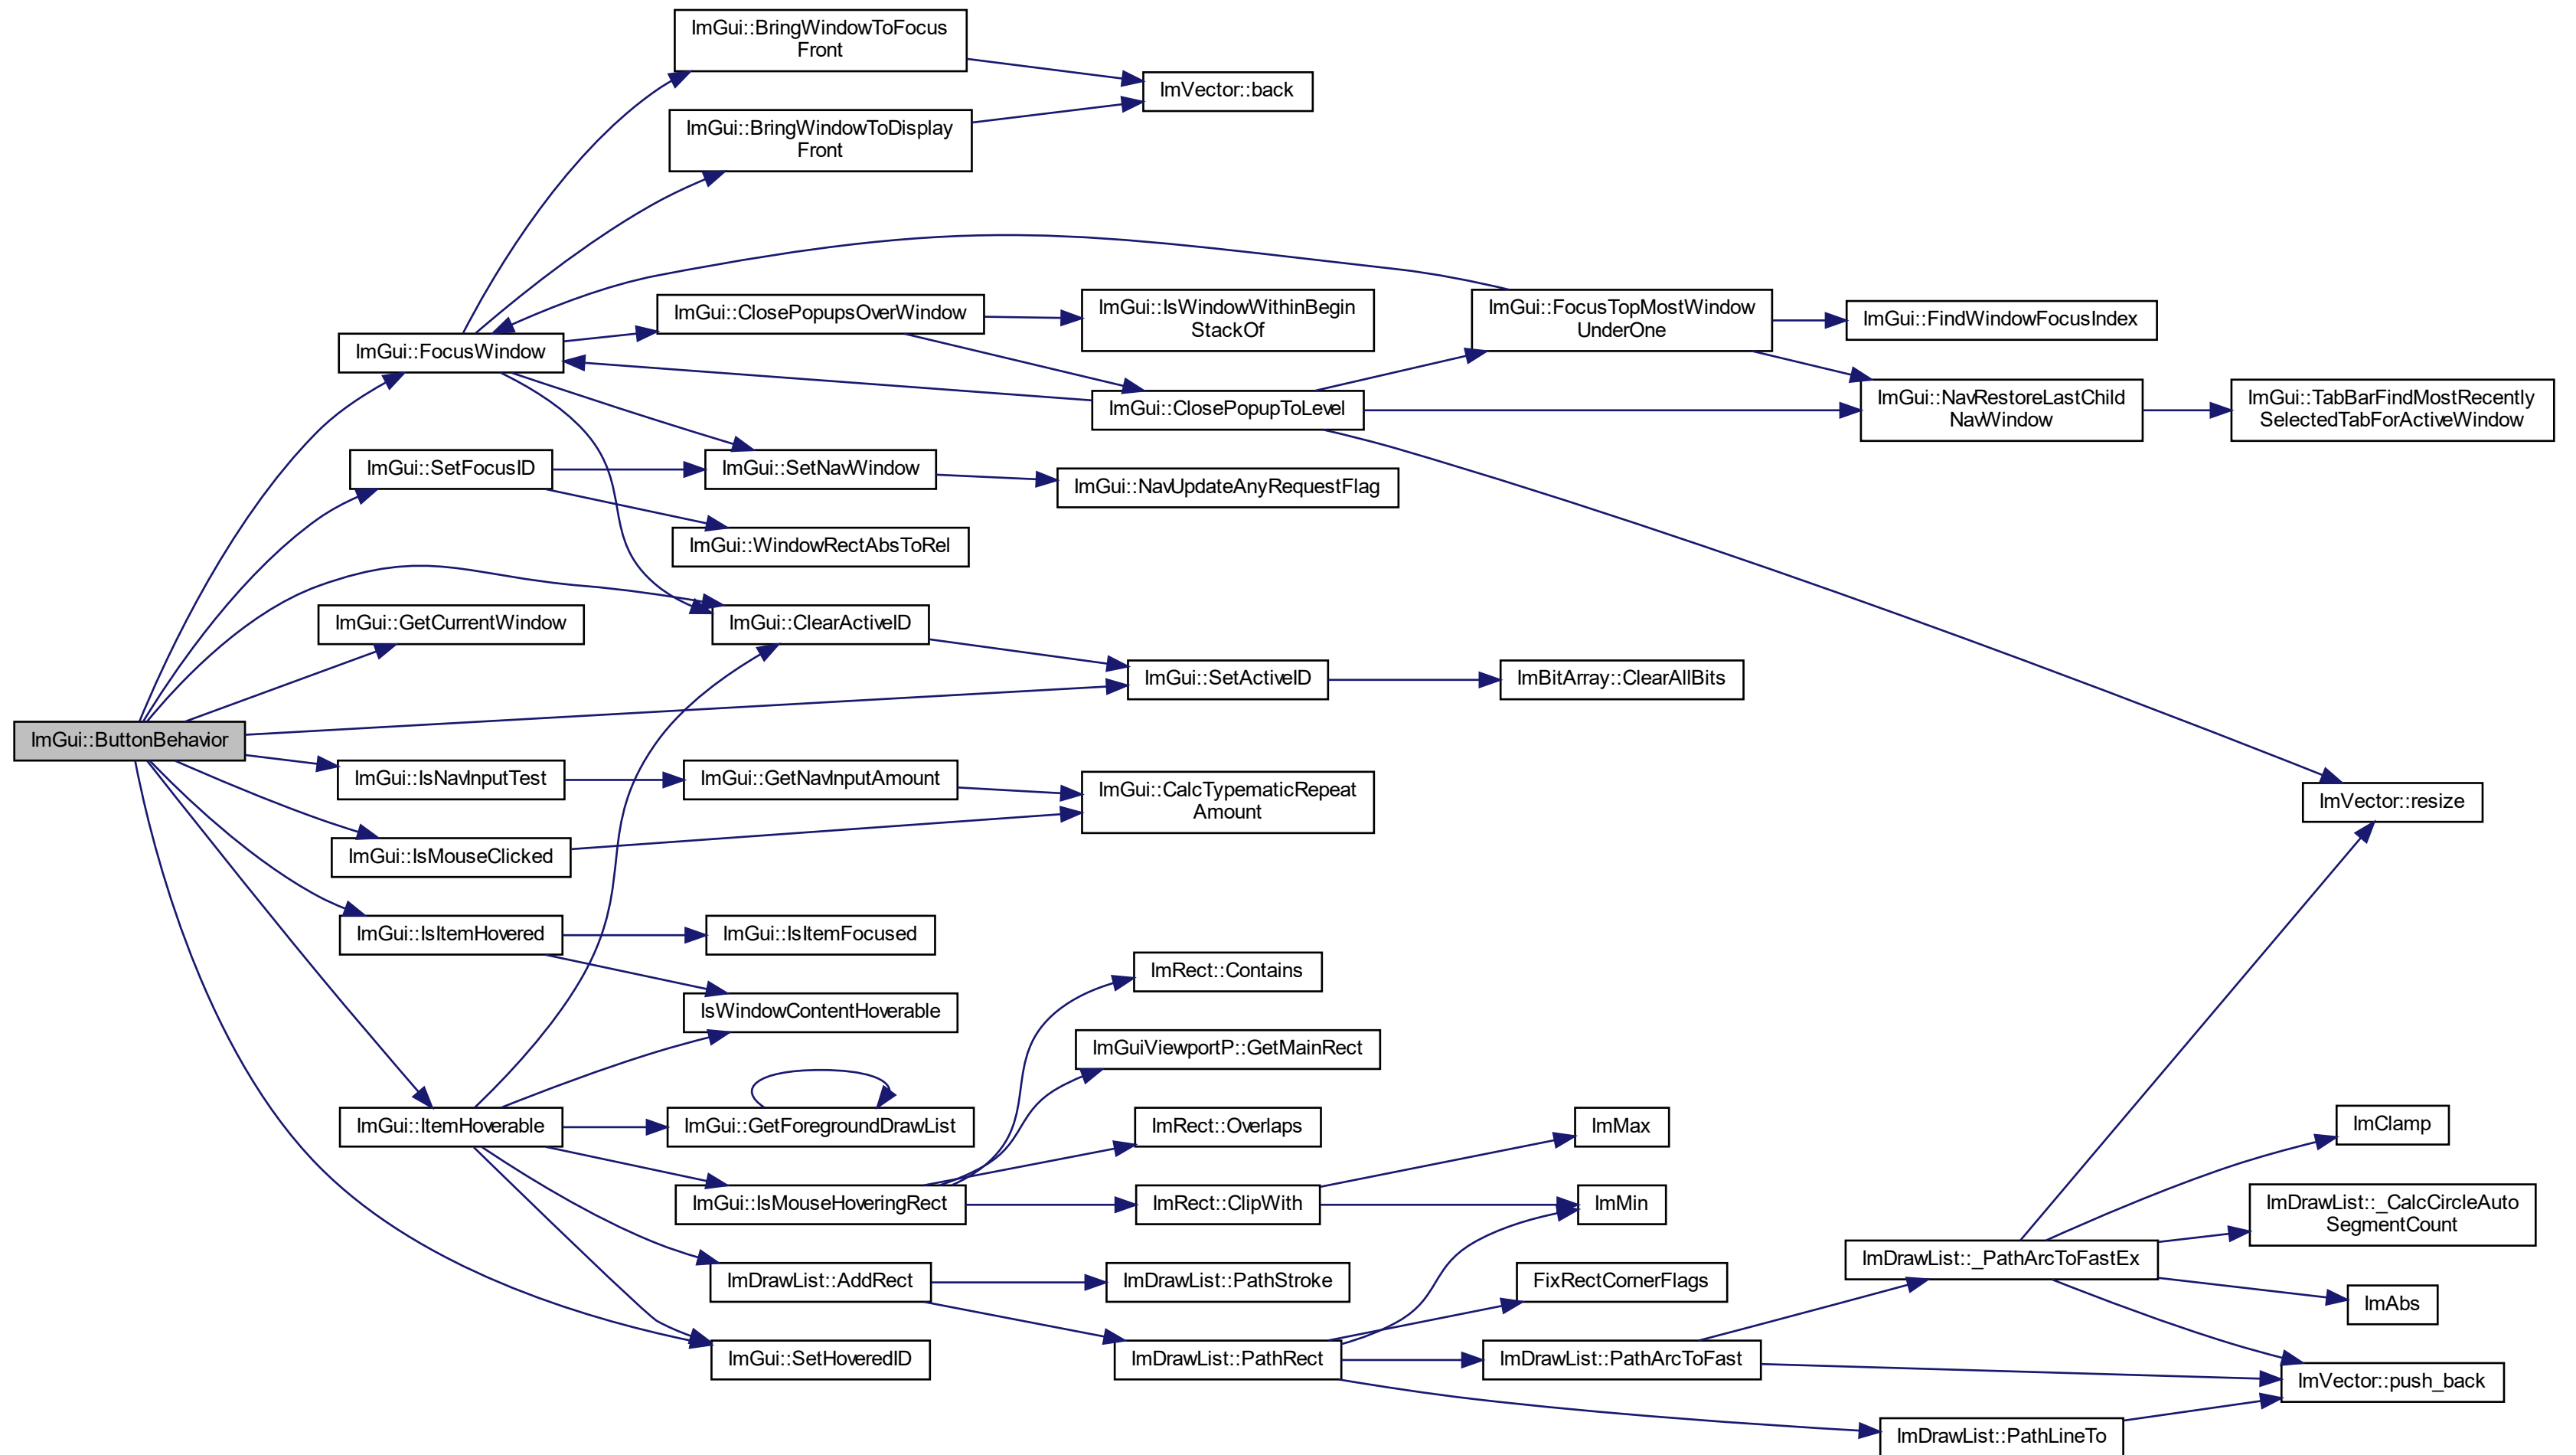 ImGui::BringWindowToFocus
Front
ImVector::back
ImGui::BringWindowToDisplay
Front
ImGui::ClosePopupsOverWindow
ImGui::IsWindowWithinBegin
StackOf
ImGui::FocusTopMostWindow
UnderOne
ImGui::FindWindowFocusIndex
ImGui::FocusWindow
ImGui::ClosePopupToLevel
ImGui::NavRestoreLastChild
NavWindow
ImGui::TabBarFindMostRecently
SelectedTabForActiveWindow
ImGui::SetFocusID
ImGui::SetNavWindow
ImGui::NavUpdateAnyRequestFlag
ImGui::WindowRectAbsToRel
ImGui::GetCurrentWindow
ImGui::ClearActiveID
ImGui::SetActiveID
ImBitArray::ClearAllBits
ImGui::ButtonBehavior
ImGui::IsNavInputTest
ImGui::GetNavInputAmount
ImGui::CalcTypematicRepeat
Amount
ImVector::resize
ImGui::IsMouseClicked
ImGui::IsItemHovered
ImGui::IsItemFocused
ImRect::Contains
IsWindowContentHoverable
ImGuiViewportP::GetMainRect
ImGui::ItemHoverable
ImGui::GetForegroundDrawList
ImRect::Overlaps
ImMax
ImClamp
ImGui::IsMouseHoveringRect
ImRect::ClipWith
ImMin
ImDrawList::_CalcCircleAuto
SegmentCount
ImDrawList::_PathArcToFastEx
ImDrawList::AddRect
ImDrawList::PathStroke
FixRectCornerFlags
ImAbs
ImGui::SetHoveredID
ImDrawList::PathRect
ImDrawList::PathArcToFast
ImVector::push_back
ImDrawList::PathLineTo